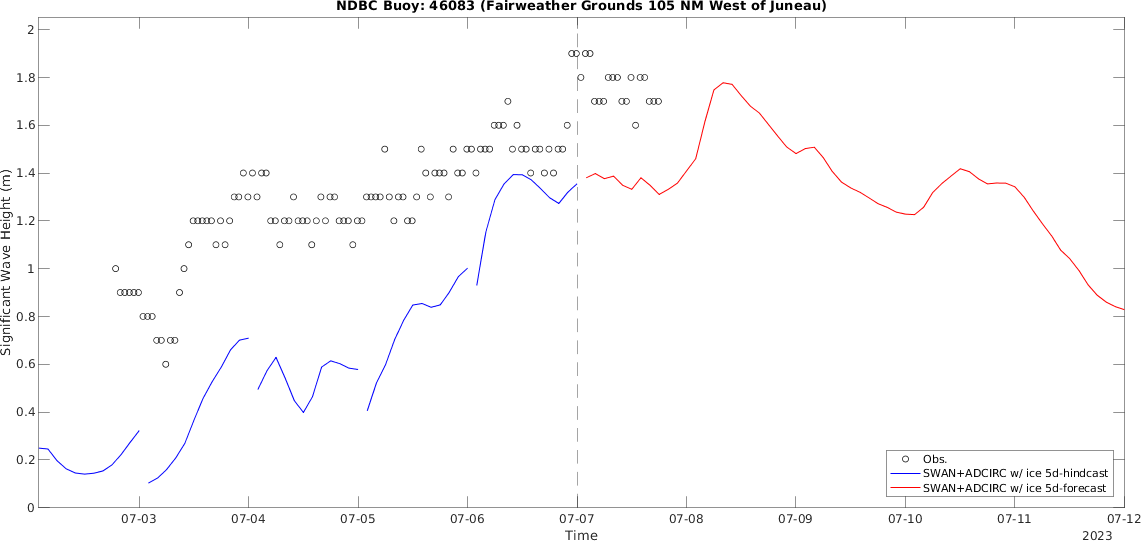 NDBC Buoy: 46083 (Fairweather Grounds 105 NM West of Juneau)
2
1.8
1.6
1.4
1.2
1
0.8
0.6
0.4
0.2
0
Significant Wave Height (m)
Obs.
SWAN+ADCIRC w/ ice 5d-hindcast
SWAN+ADCIRC w/ ice 5d-forecast
07-03 07-04 07-05 07-06 07-07 07-08 07-09 07-10 07-11 07-12
Time
2023